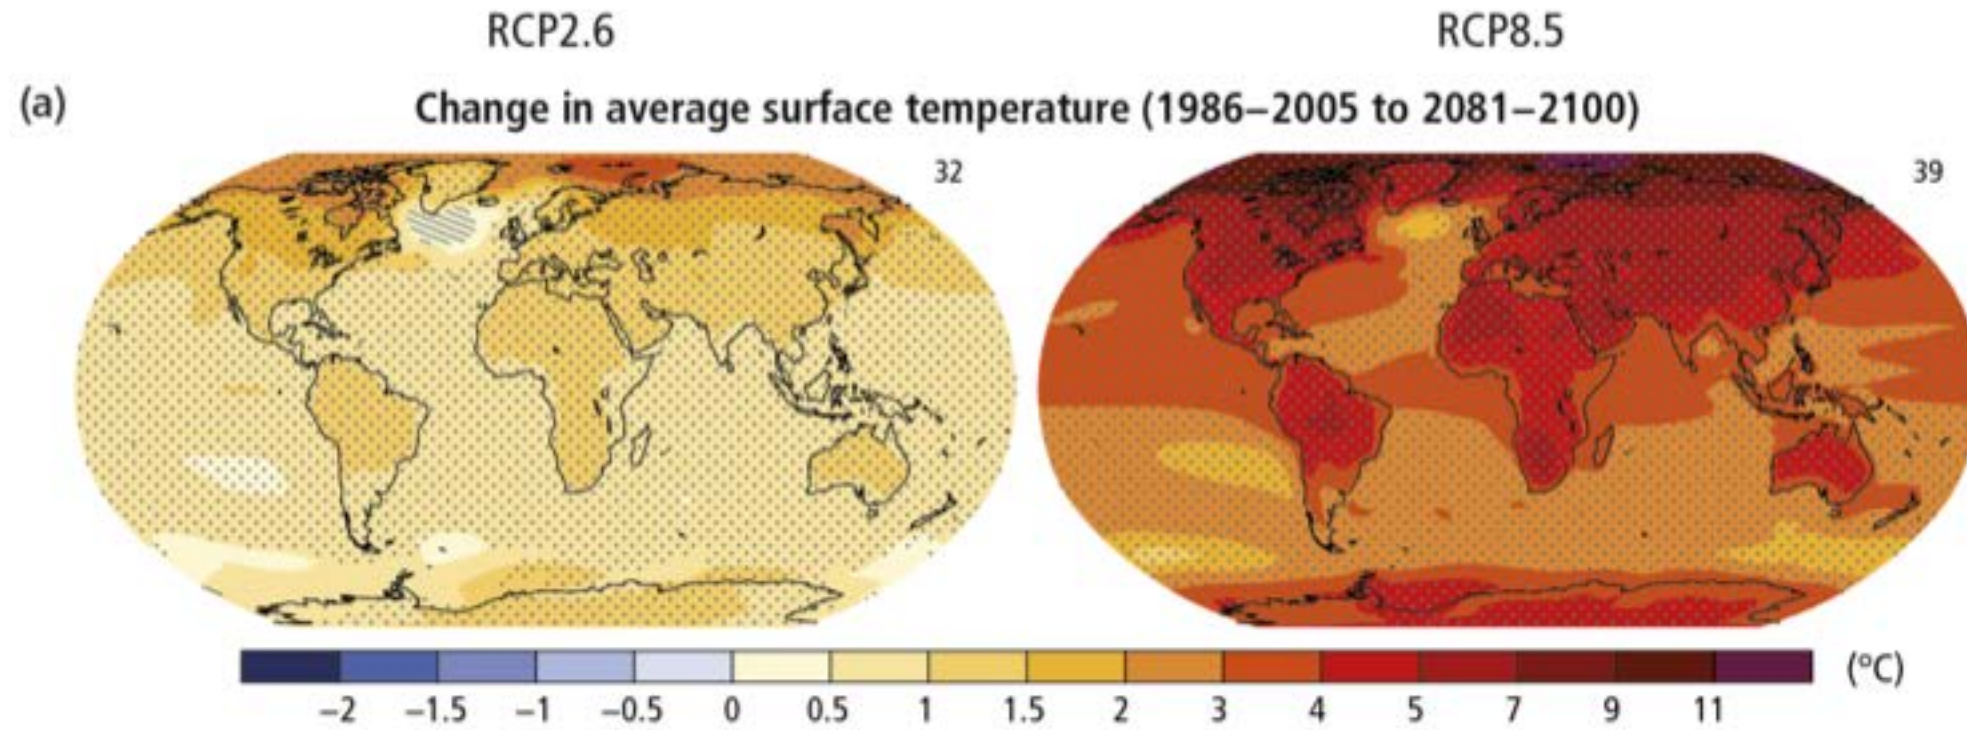 RCP2.6 RCP8.5
(a) Change in average surface temperature (1986–2005 to 2081–2100)
32 39
(°C)
−2 −1.5 −1 −0.5 0 0.5 1 1.5 2 3 4 5 7 9 11